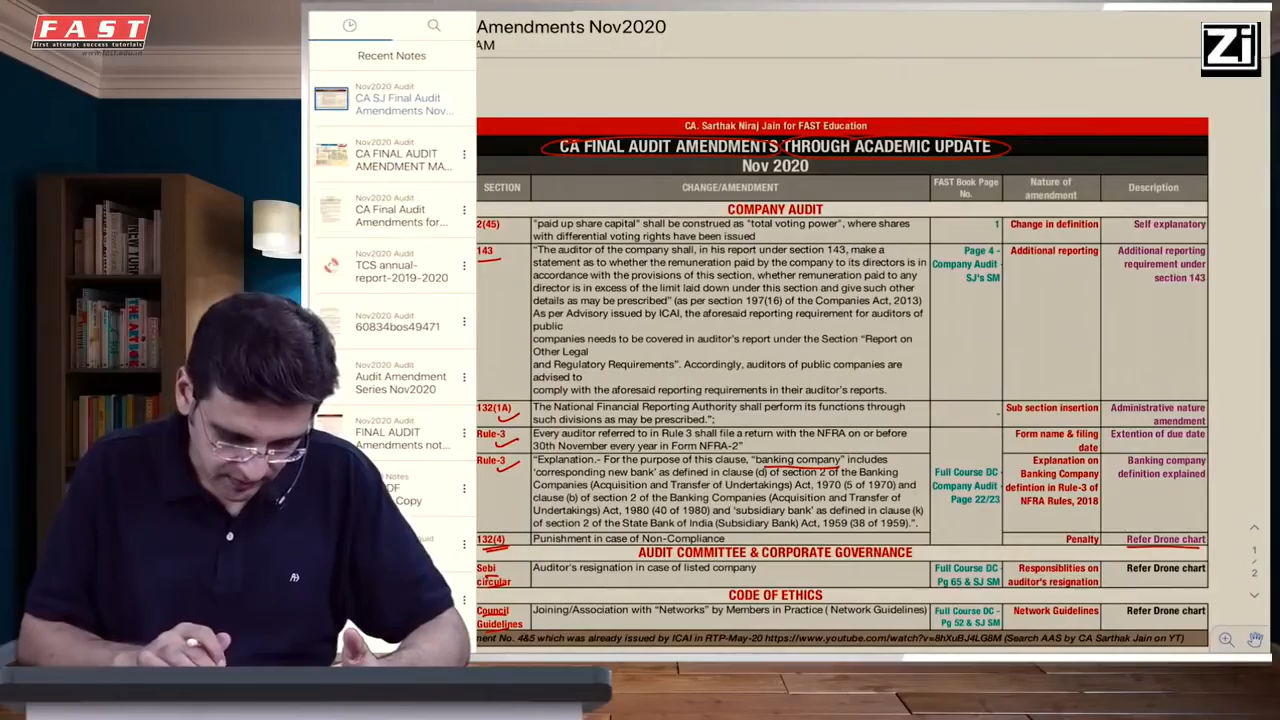 FAST
first attempt success tutorials
www.fast.edu.in
Zi
Recent Notes
Nov2020 Audit
CA SJ Final Audit
Amendments Nov...
Nov2020 Audit
CA FINAL AUDIT
AMENDMENT MA...
Nov2020 Audit
CA Final Audit
Amendments for...
Nov2020 Audit
TCS annual-
report-2019-2020
Nov2020 Audit
60834bos49471
Nov2020 Audit
Audit Amendment
Series Nov2020
Nov2020 Audit
FINAL AUDIT
Amendments not...
Copy
Amendments Nov2020
AM
CA. Sarthak Niraj Jain for FAST Education
CA FINAL AUDIT AMENDMENTS THROUGH ACADEMIC UPDATE
Nov 2020
SECTION CHANGE/AMENDMENT FAST Book Page No. Nature of amendment Description
COMPANY AUDIT
2(45) "paid up share capital" shall be construed as "total voting power", where shares 1 Change in definition Self explanatory
with differential voting rights have been issued
143 "The auditor of the company shall, in his report under section 143, make a Page 4 - Additional reporting Additional reporting
statement as to whether the remuneration paid by the company to its directors is in Company Audit - requirement under
accordance with the provisions of this section, whether remuneration paid to any SJ's SM section 143
director is in excess of the limit laid down under this section and give such other
details as may be prescribed" (as per section 197(16) of the Companies Act, 2013)
As per Advisory issued by ICAI, the aforesaid reporting requirement for auditors of
public
companies needs to be covered in auditor's report under the Section "Report on
Other Legal
and Regulatory Requirements". Accordingly, auditors of public companies are
advised to
comply with the aforesaid reporting requirements in their auditor's reports.
132(1A) The National Financial Reporting Authority shall perform its functions through - Sub section insertion Administrative nature
such divisions as may be prescribed."; amendment
Rule-3 Every auditor referred to in Rule 3 shall file a return with the NFRA on or before Form name & filing Extention of due date
30th November every year in Form NFRA-2" date
Rule-3 "Explanation.- For the purpose of this clause, "banking company" includes Explanation on Banking company
'corresponding new bank' as defined in clause (d) of section 2 of the Banking Full Course DC - Banking Company definition explained
Companies (Acquisition and Transfer of Undertakings) Act, 1970 (5 of 1970) and Company Audit - defintion in Rule-3 of
clause (b) of section 2 of the Banking Companies (Acquisition and Transfer of Page 22/23 NFRA Rules, 2018
Undertakings) Act, 1980 (40 of 1980) and 'subsidiary bank' as defined in clause (k)
of section 2 of the State Bank of India (Subsidiary Bank) Act, 1959 (38 of 1959).".
132(4) Punishment in case of Non-Compliance Penalty Refer Drone chart
AUDIT COMMITTEE & CORPORATE GOVERNANCE
Sebi Auditor's resignation in case of listed company Full Course DC - Responsiblities on Refer Drone chart
circular Pg 65 & SJ SM auditor's resignation
CODE OF ETHICS
Council Joining/Association with "Networks" by Members in Practice ( Network Guidelines) Full Course DC - Network Guidelines Refer Drone chart
Guidelines Pg 52 & SJ SM
ment No. 4&5 which was already issued by ICAI in RTP-May-20 https://www.youtube.com/watch?v=8hXuBJ4LG8M (Search AAS by CA Sarthak Jain on YT)
1
/
2